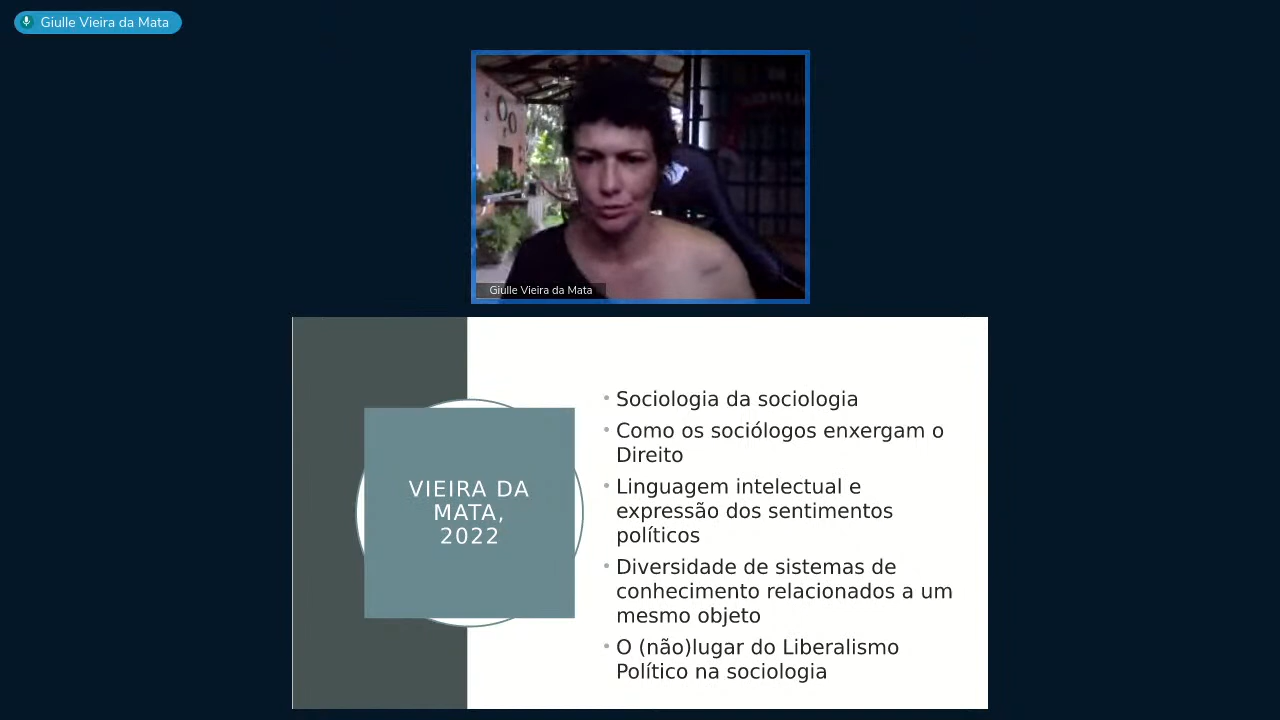 Giulle Vieira da Mata
Giulle Vieira da Mata
VIEIRA DA
MATA,
2022
• Sociologia da sociologia
• Como os sociólogos enxergam o
Direito
• Linguagem intelectual e
expressão dos sentimentos
políticos
• Diversidade de sistemas de
conhecimento relacionados a um
mesmo objeto
• O (não)lugar do Liberalismo
Político na sociologia